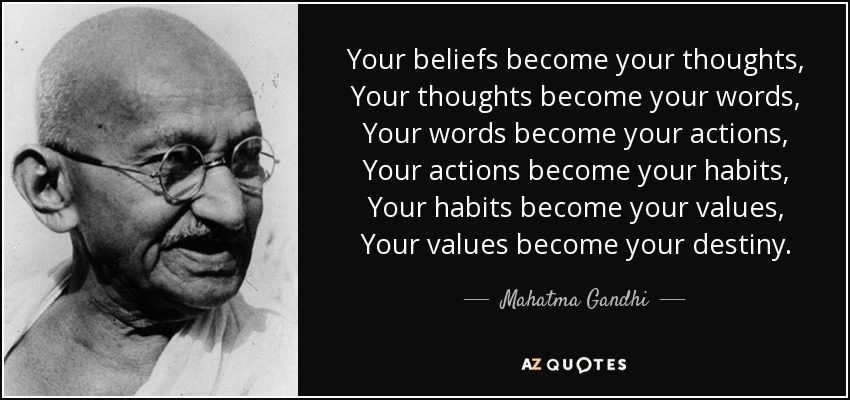 Your beliefs become your thoughts,
Your thoughts become your words,
Your words become your actions,
Your actions become your habits,
Your habits become your values,
Your values become your destiny.
Mahatma Gandhi
AZ QUOTES